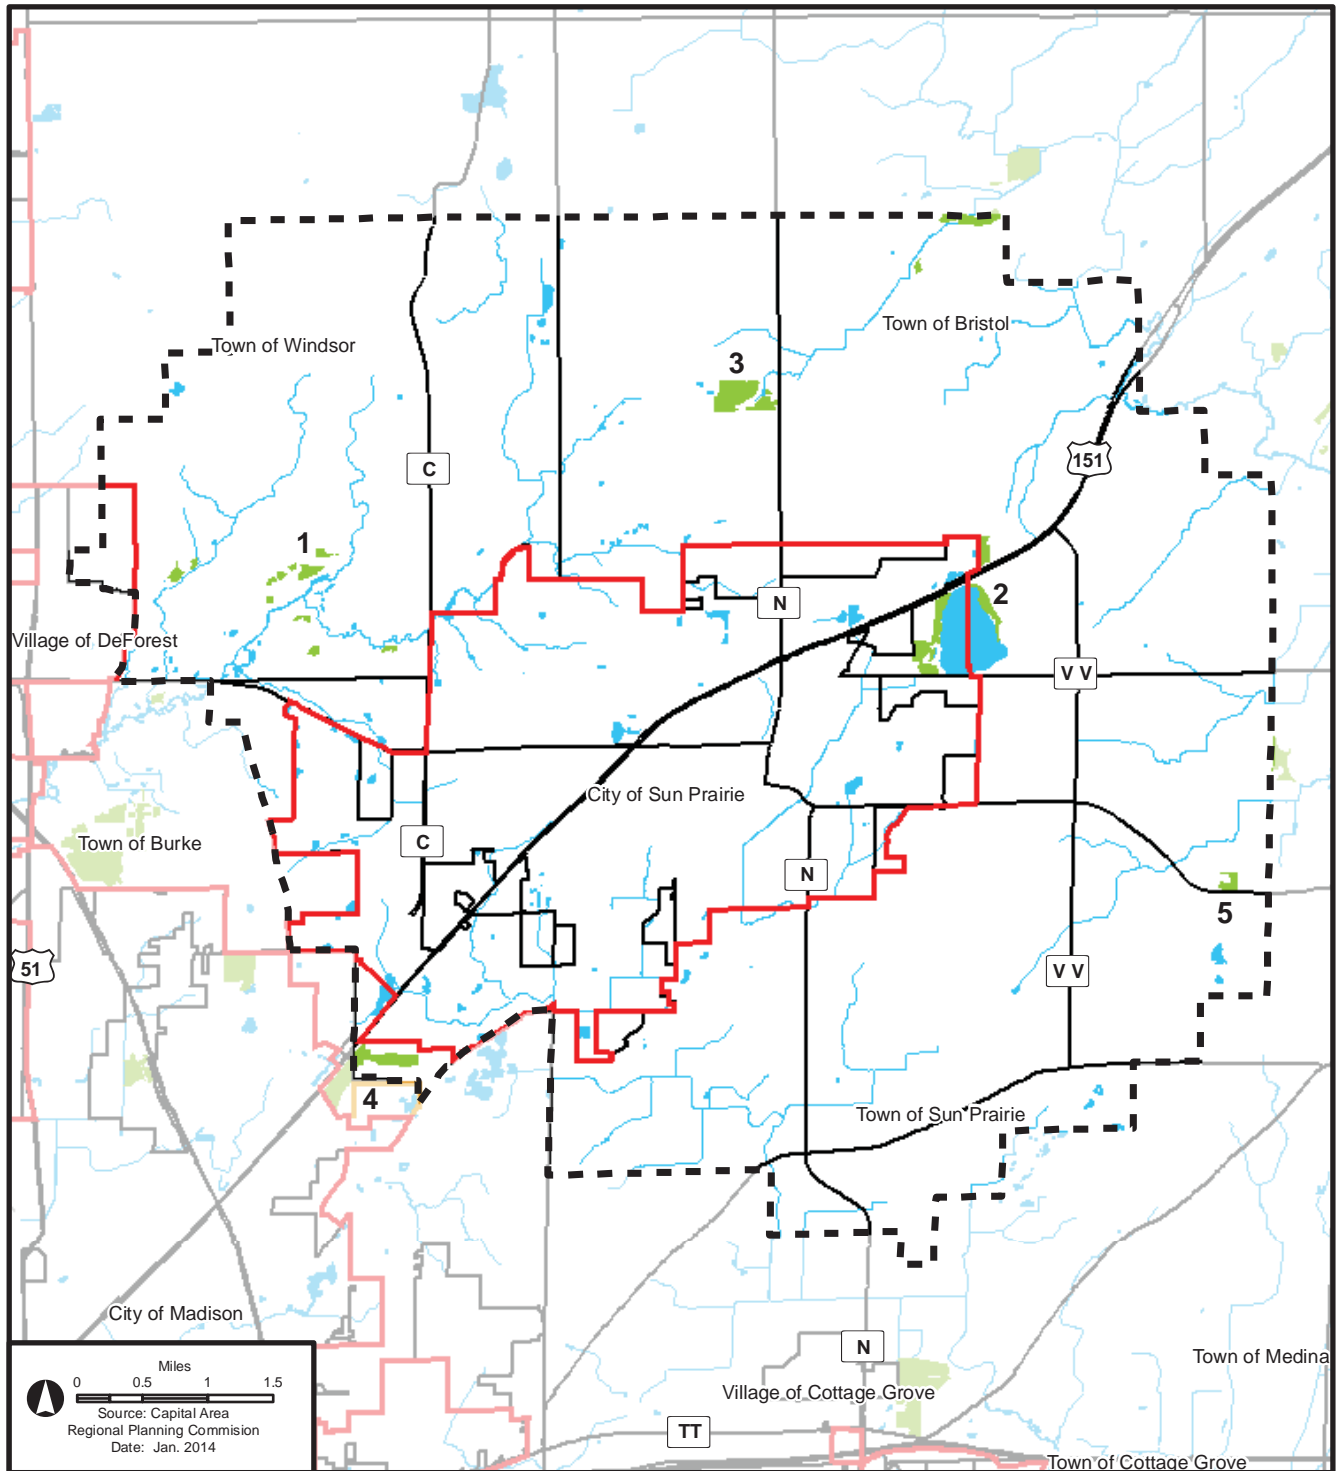 Town of Bristol
Town of Windsor
3
151
C
1
2
N
Village of DeForest
V V
City of Sun Prairie
Town of Burke
C
N
5
51
V V
4
Town of Sun Prairie
City of Madison
N
Town of Medina
Village of Cottage Grove
TT
Town of Cottage Grove
Miles
0 0.5 1 1.5
Source: Capital Area
Regional Planning Commision
Date: Jan. 2014